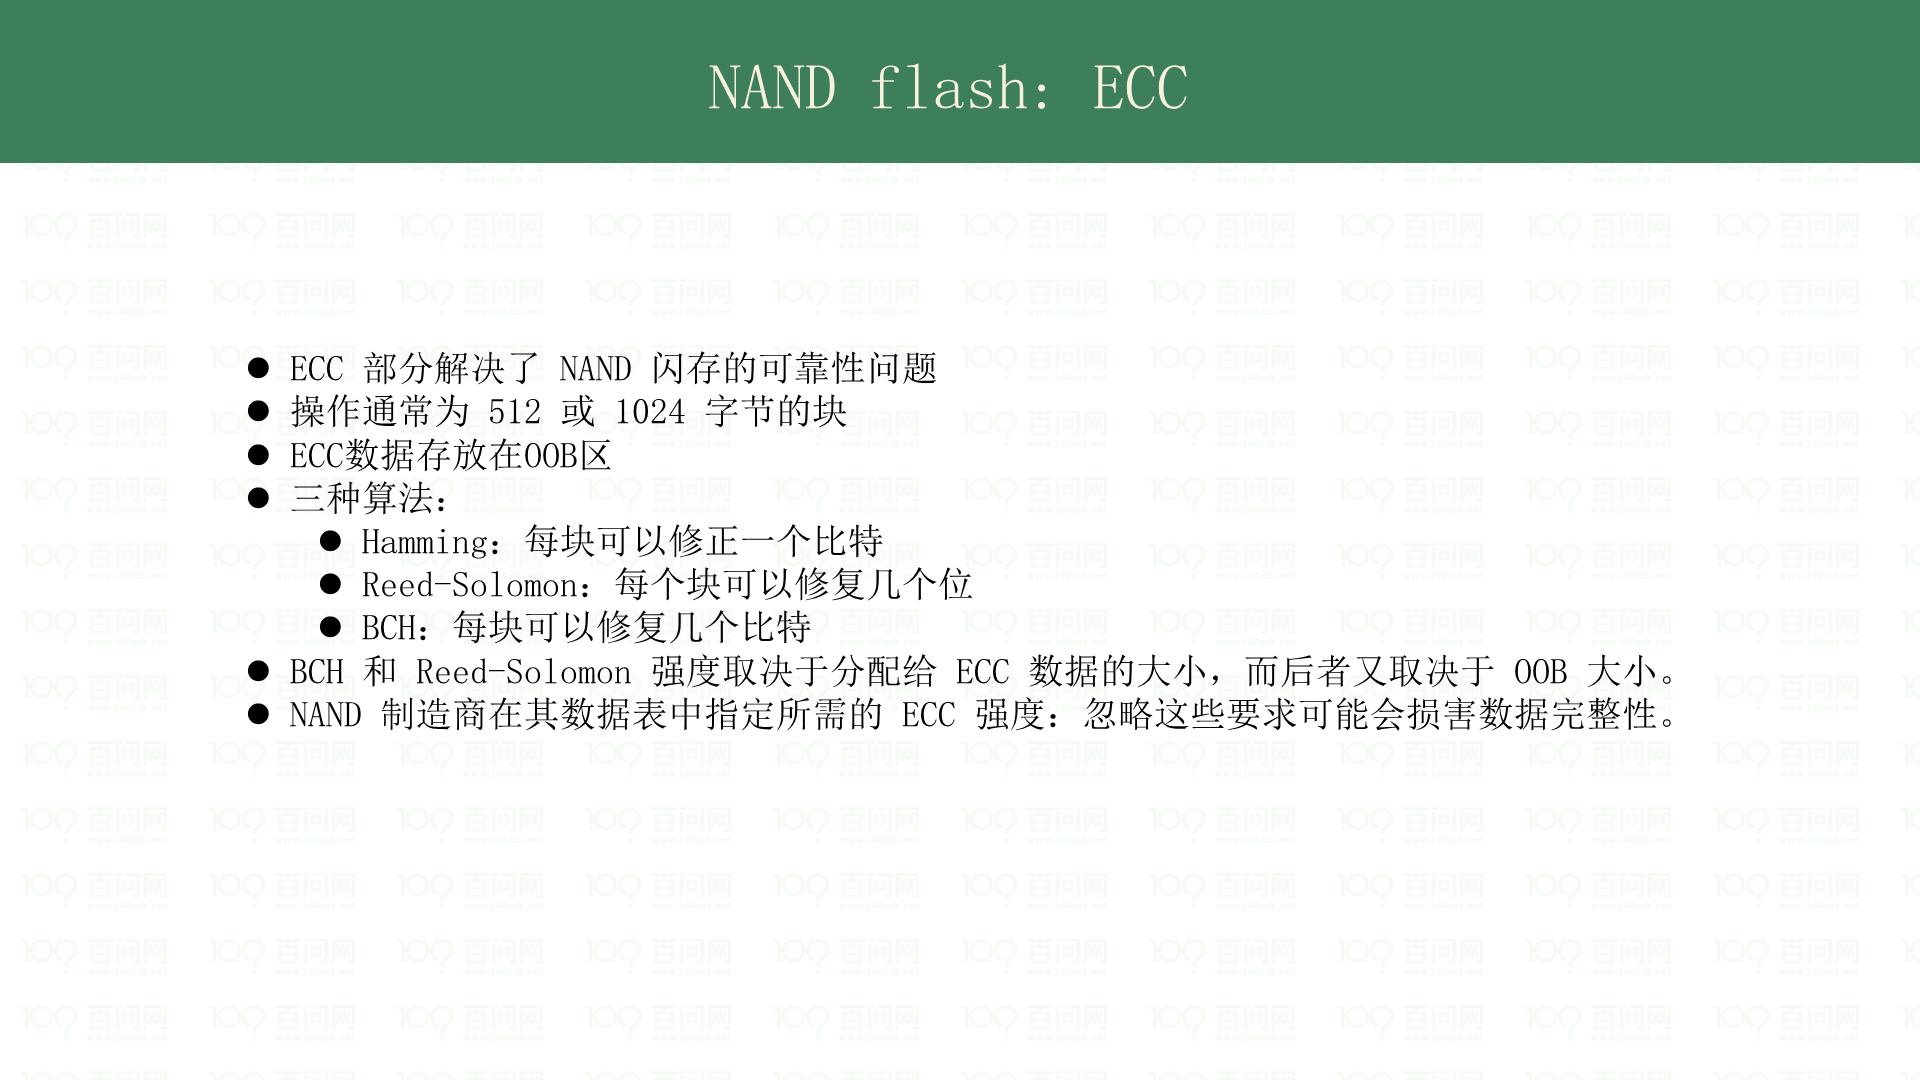 NAND flash：ECC
● ECC 部分解决了 NAND 闪存的可靠性问题
● 操作通常为 512 或 1024 字节的块
● ECC数据存放在OOB区
● 三种算法：
● Hamming：每块可以修正一个比特
● Reed-Solomon：每个块可以修复几个位
● BCH：每块可以修复几个比特
● BCH 和 Reed-Solomon 强度取决于分配给 ECC 数据的大小，而后者又取决于 OOB 大小。
● NAND 制造商在其数据表中指定所需的 ECC 强度：忽略这些要求可能会损害数据完整性。